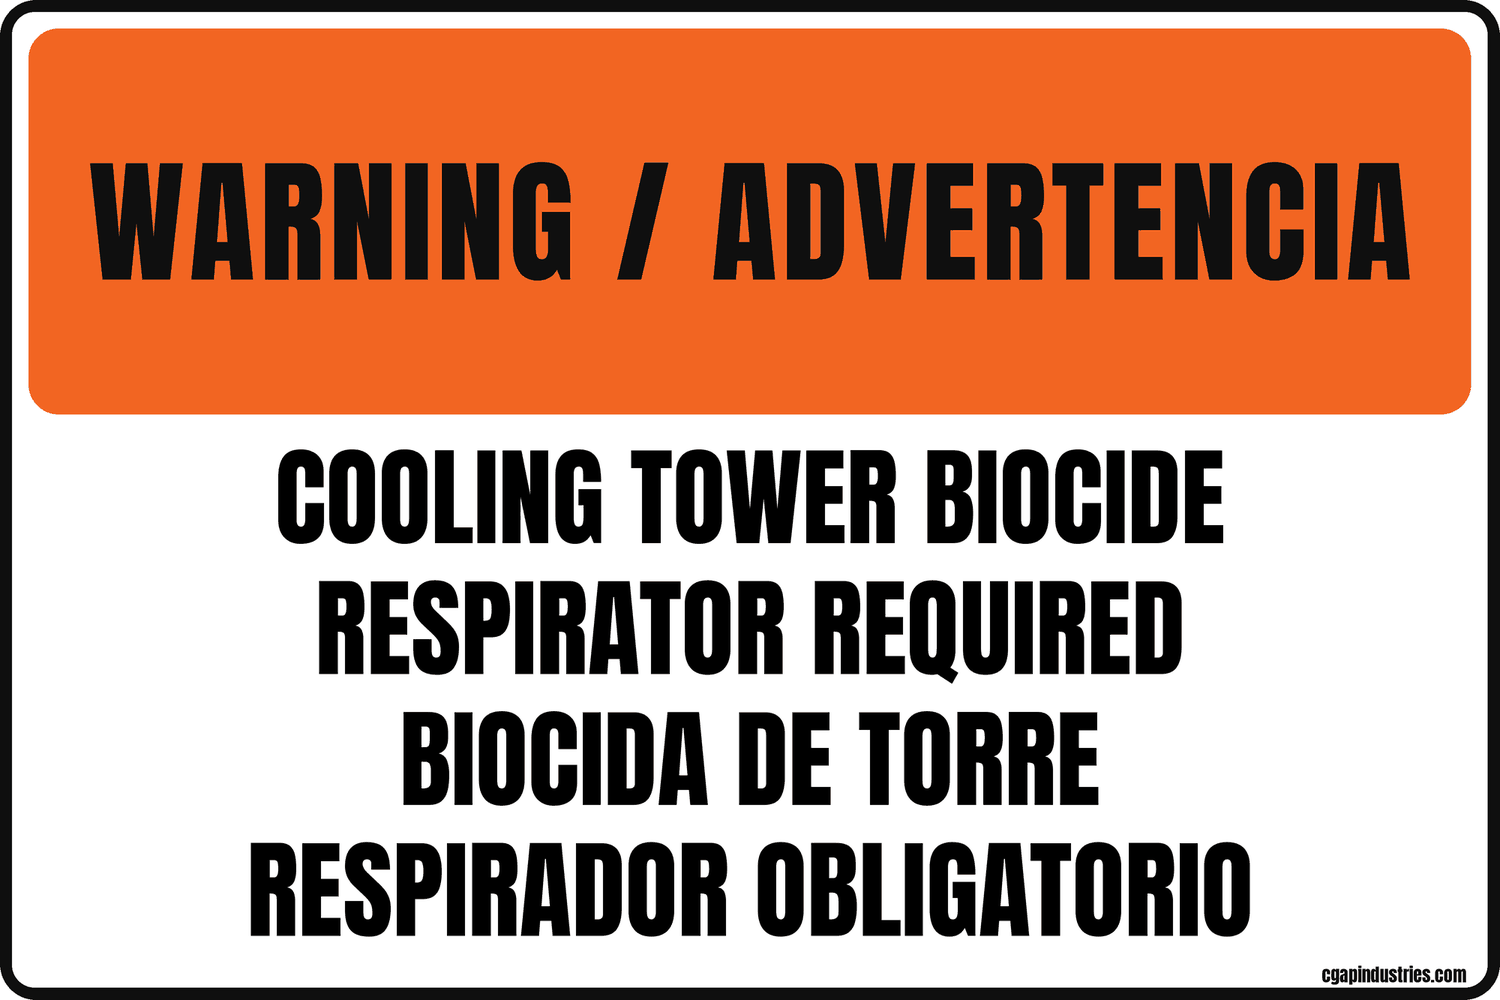 WARNING / ADVERTENCIA
COOLING TOWER BIOCIDE
RESPIRATOR REQUIRED
BIOCIDA DE TORRE
RESPIRADOR OBLIGATORIO
cgapindustries.com